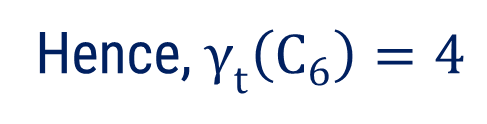 Hence, γₜ(C₆) = 4